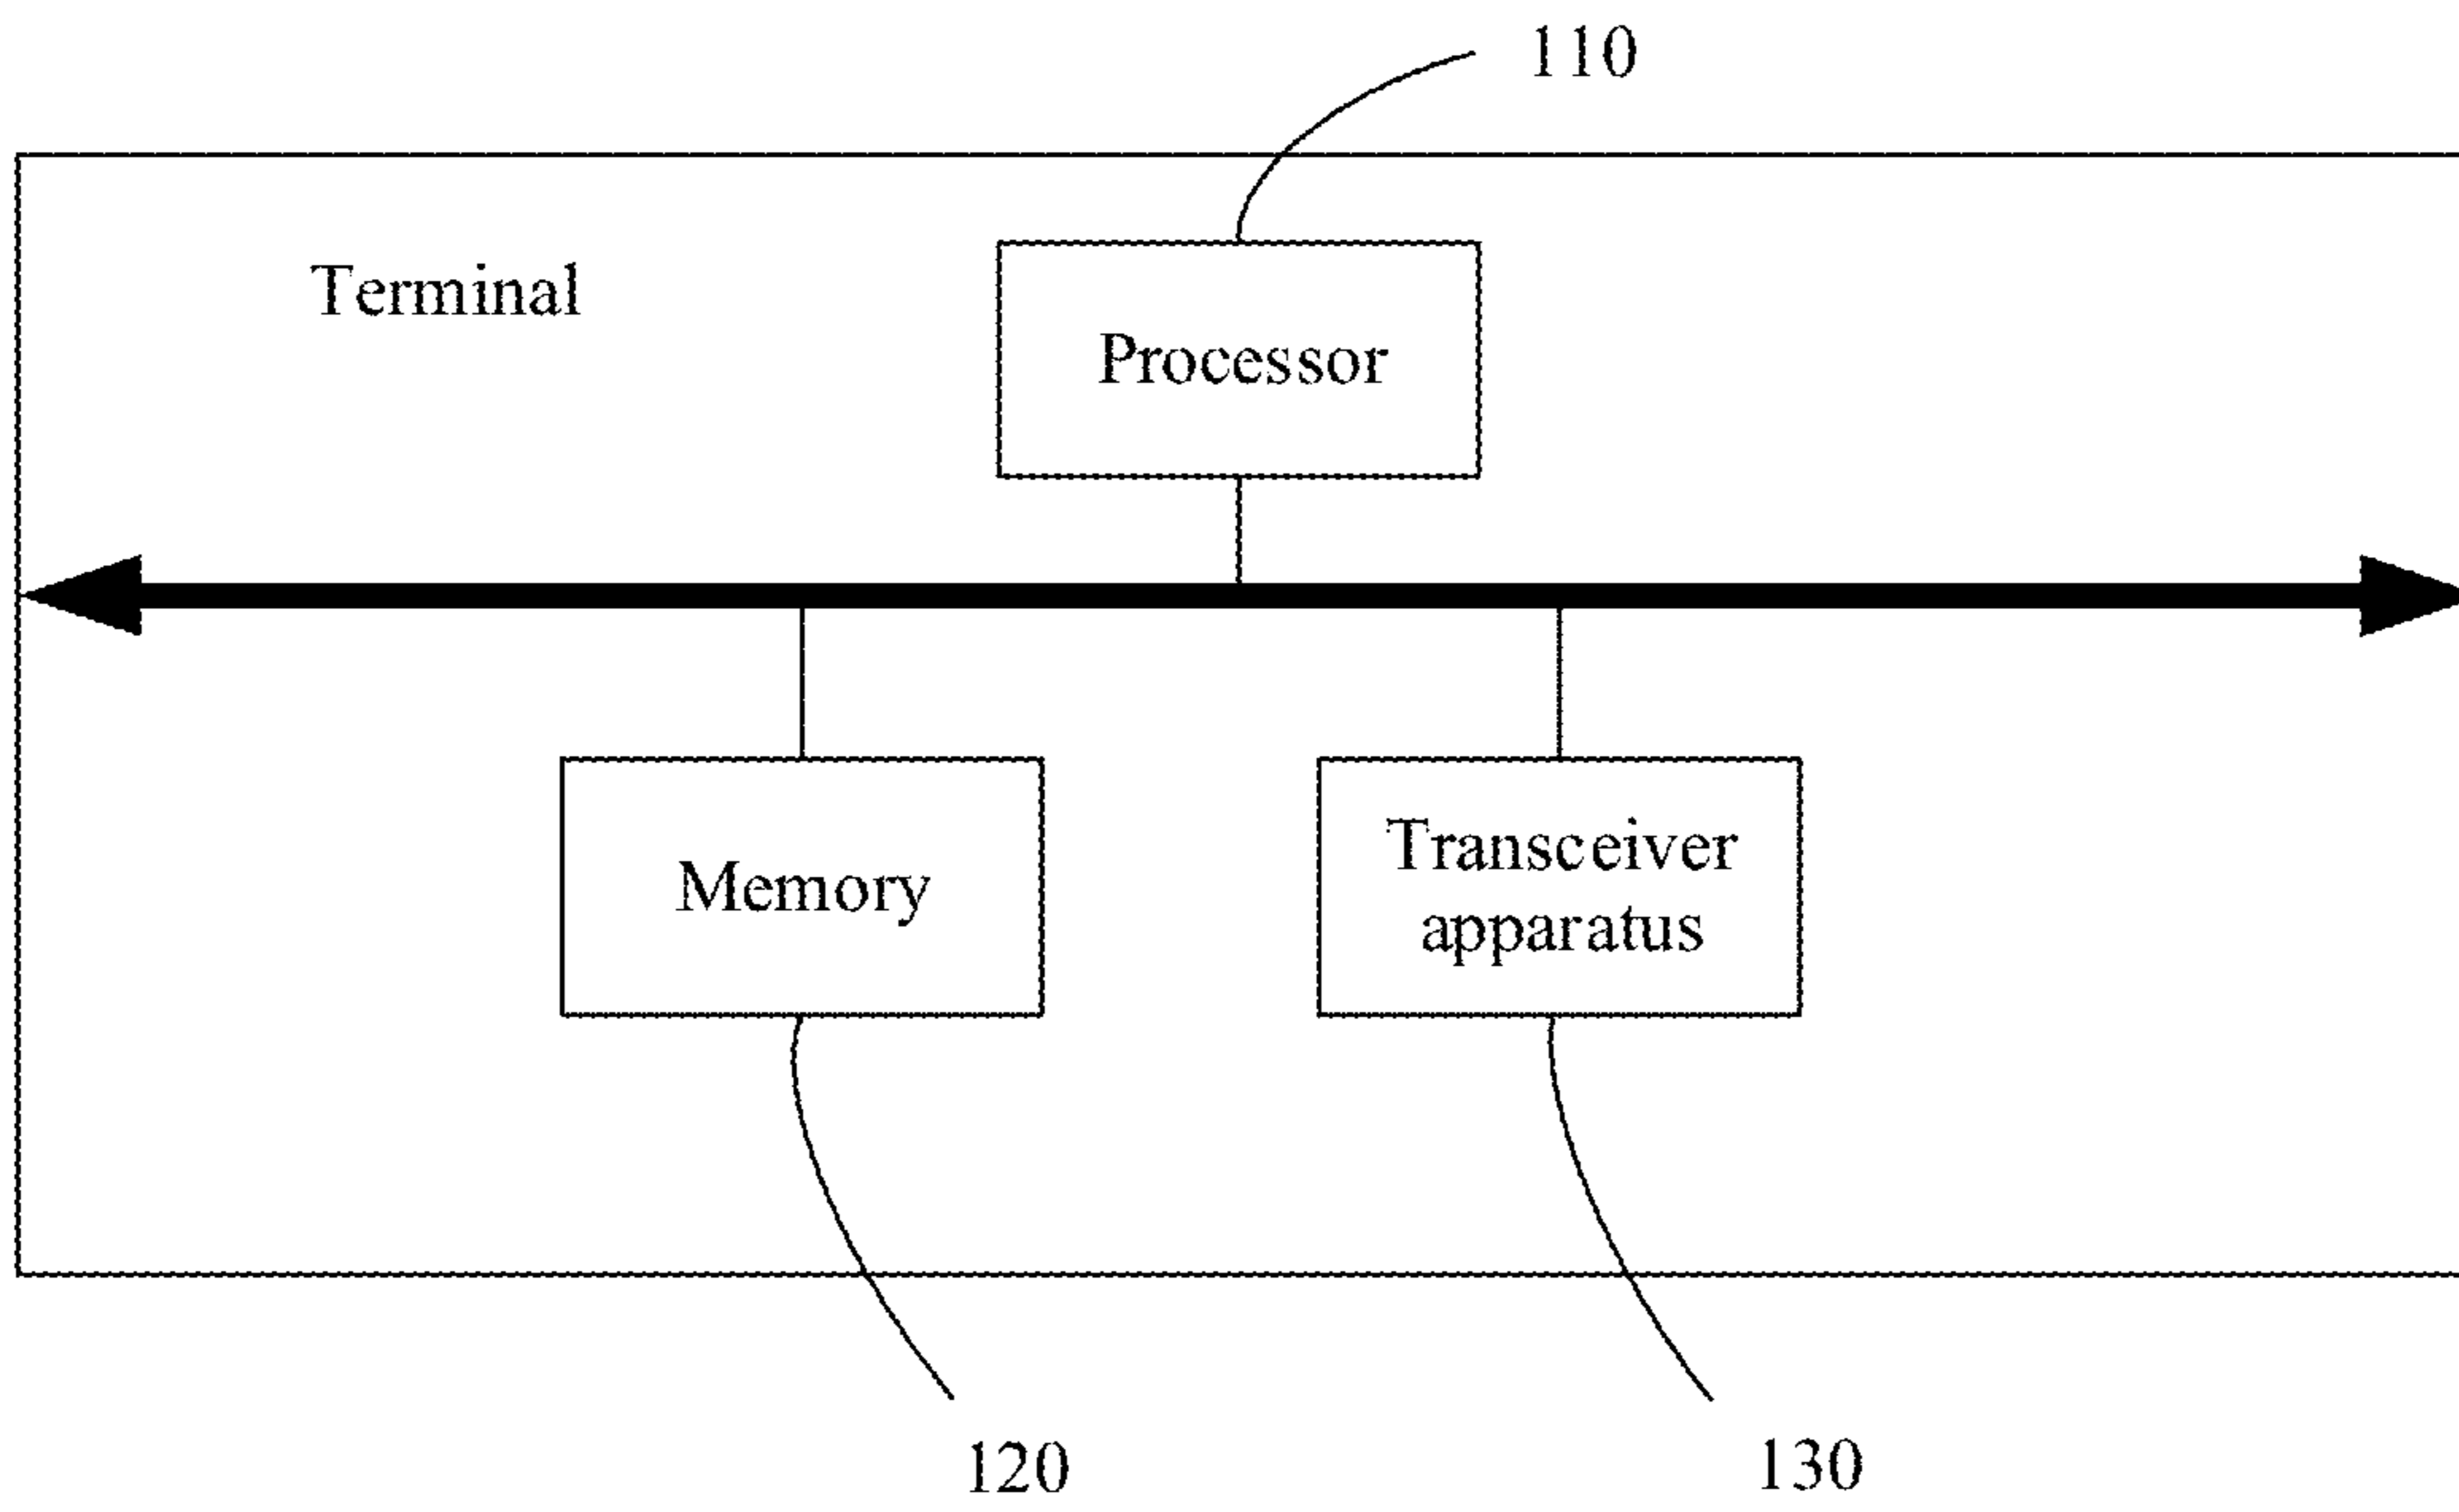 110
Terminal
Processor
Memory
Transceiver
apparatus
120
130